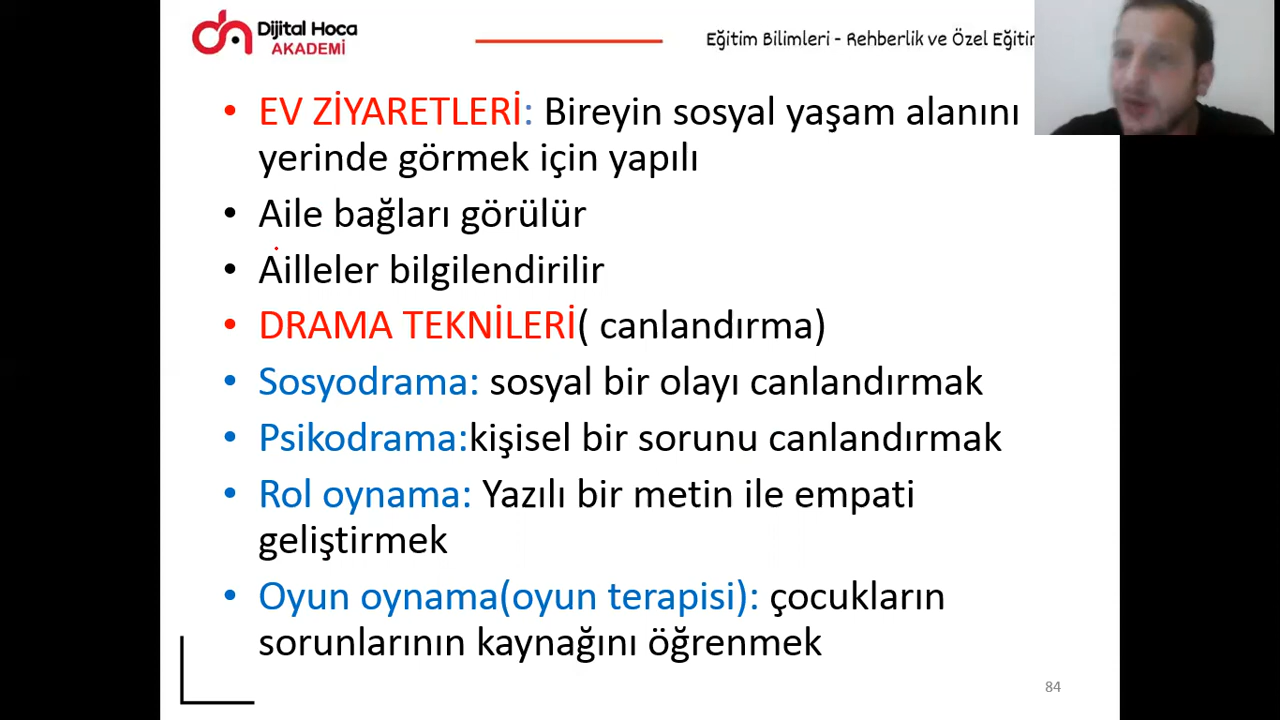 Dijital Hoca
AKADEMİ
Eğitim Bilimleri - Rehberlik ve Özel Eğitim
• EV ZİYARETLERİ: Bireyin sosyal yaşam alanını
yerinde görmek için yapılı
• Aile bağları görülür
• Ailleler bilgilendirilir
• DRAMA TEKNİLERİ( canlandırma)
• Sosyodrama: sosyal bir olayı canlandırmak
• Psikodrama:kişisel bir sorunu canlandırmak
• Rol oynama: Yazılı bir metin ile empati
geliştirmek
• Oyun oynama(oyun terapisi): çocukların
sorunlarının kaynağını öğrenmek
84